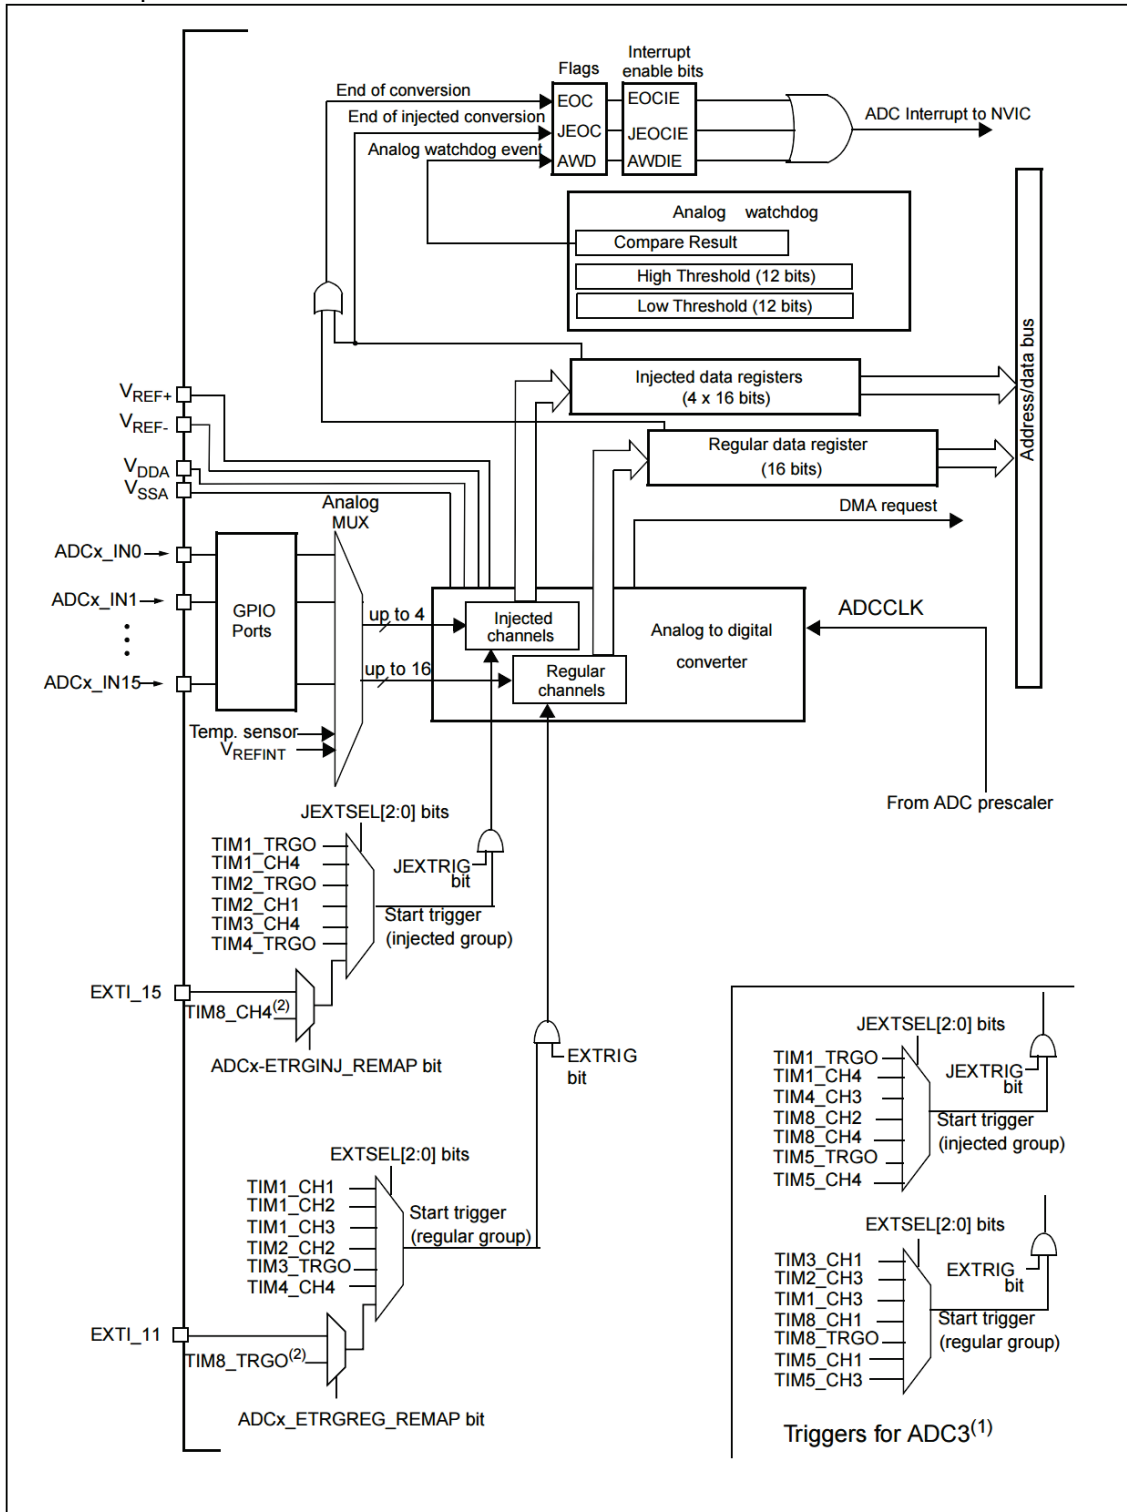 Interrupt
Flags
enable bits
End of conversion
EOC
EOCIE
ADC Interrupt to NVIC
End of injected conversion
JEOC
JEOCIE
Analog watchdog event
AWD
AWDIE
Analog watchdog
Compare Result
High Threshold (12 bits)
Low Threshold (12 bits)
Address/data bus
VREF+
VREF-
VDDA
VSSA
Injected data registers
(4 x 16 bits)
Regular data register
(16 bits)
DMA request
Analog
MUX
ADCx_IN0
ADCx_IN1
ADCx_IN15
GPIO
Ports
up to 4
up to 16
Injected
channels
Regular
channels
Analog to digital
converter
ADCCLK
Temp. sensor
VREFINT
From ADC prescaler
JEXTSEL[2:0] bits
TIM1_TRGO
TIM1_CH4
TIM2_TRGO
TIM2_CH1
TIM3_CH4
TIM4_TRGO
JEXTRIG
bit
Start trigger
(injected group)
EXTI_15
TIM8_CH4(2)
ADCx-ETRGINJ_REMAP bit
EXTRIG
bit
EXTSEL[2:0] bits
TIM1_CH1
TIM1_CH2
TIM1_CH3
TIM2_CH2
TIM3_TRGO
TIM4_CH4
Start trigger
(regular group)
EXTI_11
TIM8_TRGO(2)
ADCx_ETRGREG_REMAP bit
JEXTSEL[2:0] bits
TIM1_TRGO
TIM1_CH4
TIM4_CH3
TIM8_CH2
TIM8_CH4
TIM5_TRGO
TIM5_CH4
JEXTRIG
bit
Start trigger
(injected group)
EXTSEL[2:0] bits
TIM3_CH1
TIM2_CH3
TIM1_CH3
TIM8_CH1
TIM8_TRGO
TIM5_CH1
TIM5_CH3
EXTRIG
bit
Start trigger
(regular group)
Triggers for ADC3(1)